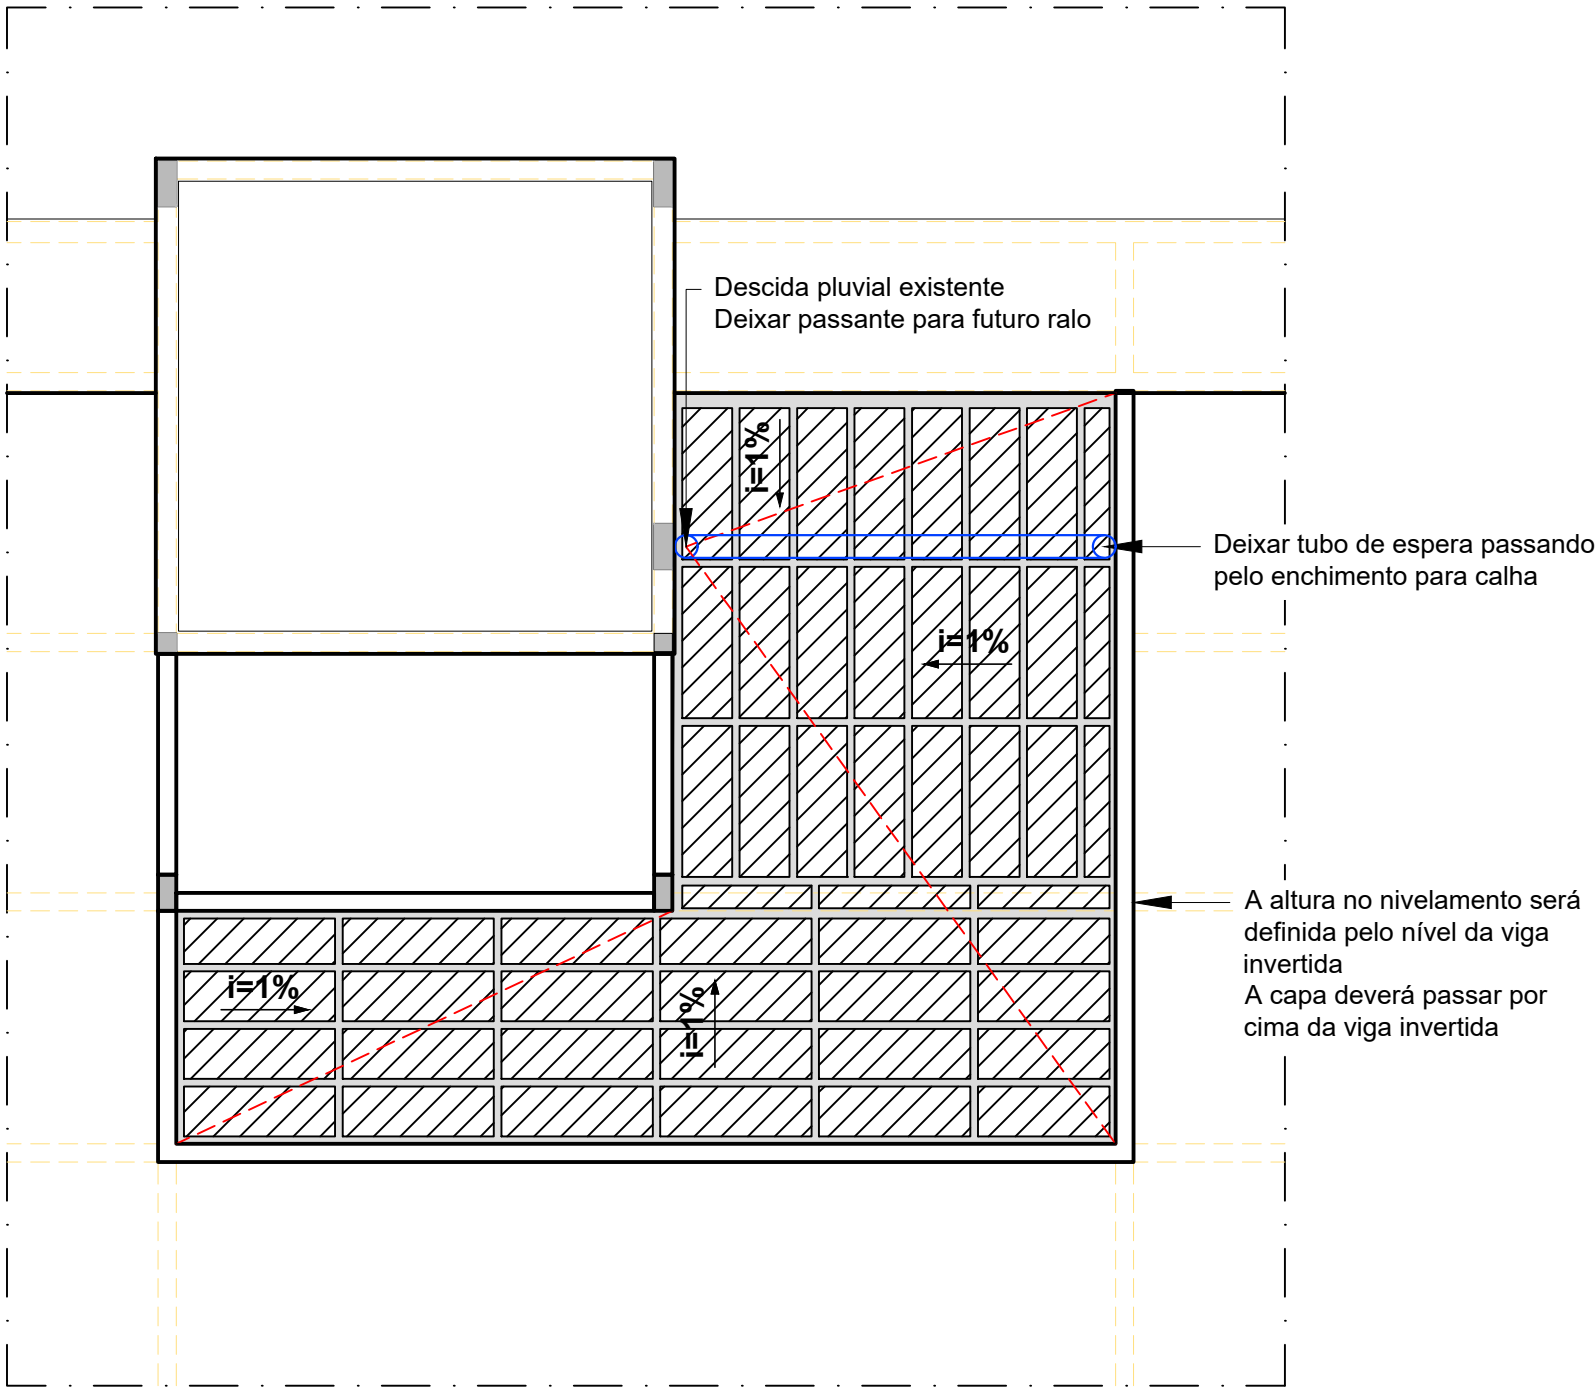 Descida pluvial existente
Deixar passante para futuro ralo
i=1%
Deixar tubo de espera passando
pelo enchimento para calha
i=1%
A altura no nivelamento será
definida pelo nível da viga
invertida
A capa deverá passar por
cima da viga invertida
i=1%
i=1%